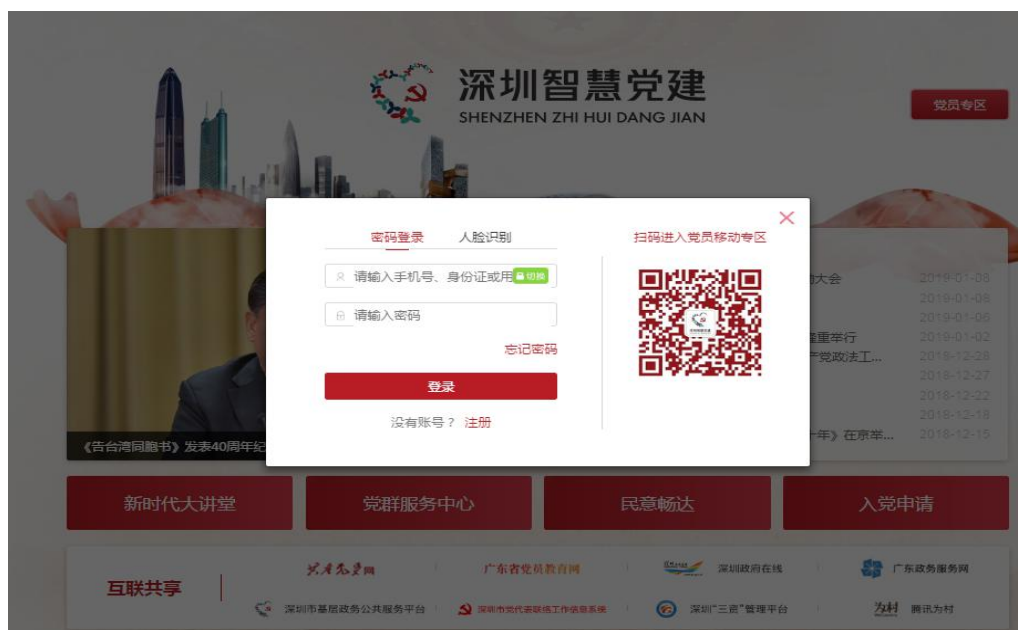 深圳智慧党建
SHENZHEN ZHI HUI DANG JIAN
党员专区
密码登录 人脸识别
扫码进入党员移动专区
请输入手机号、身份证或用 切换
请输入密码
忘记密码
登录
没有账号？ 注册
大会 2019-01-08
2019-01-08
2019-01-06
隆重举行 2019-01-02
党政法工... 2018-12-28
2018-12-27
2018-12-22
2018-12-18
年》在京举... 2018-12-15
《告台湾同胞书》发表40周年纪
新时代大讲堂 党群服务中心 民意畅达 入党申请
互联共享
共产党员网 广东省党员教育网 深圳政府在线 广东政务服务网
深圳市基层政务公共服务平台 深圳市党代表联络工作信息系统 深圳"三资"管理平台 为村 腾讯为村